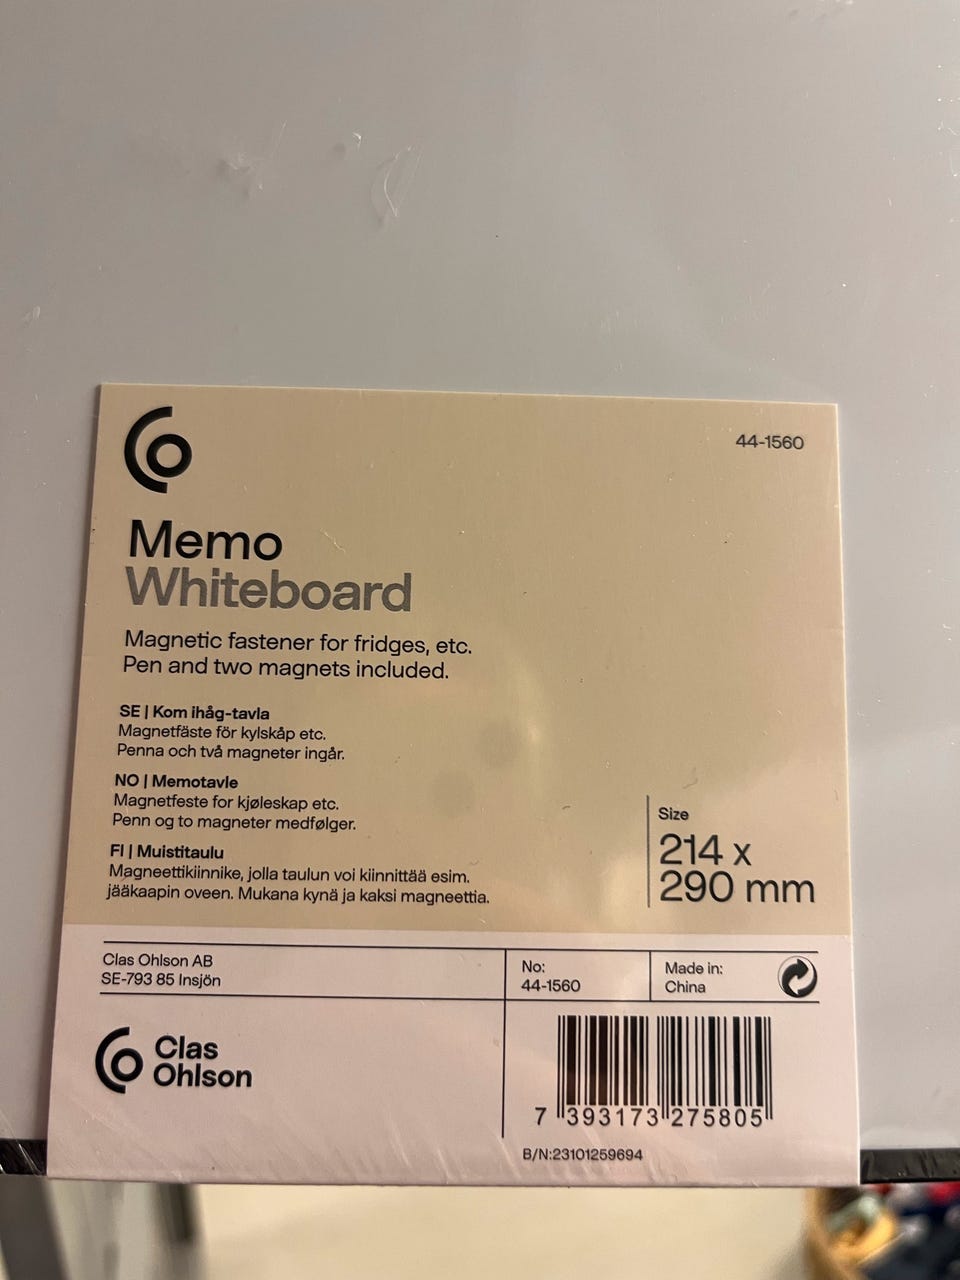 44-1560
Memo
Whiteboard
Magnetic fastener for fridges, etc.
Pen and two magnets included.
SE | Kom ihåg-tavla
Magnetfäste för kylskåp etc.
Penna och två magneter ingår.
NO | Memotavle
Magnetfeste for kjøleskap etc.
Penn og to magneter medfølger.
FI | Muistitaulu
Magneettikiinnike, jolla taulun voi kiinnittää esim.
jääkaapin oveen. Mukana kynä ja kaksi magneettia.
Size
214 x
290 mm
Clas Ohlson AB
SE-793 85 Insjön
No:
44-1560
Made in:
China
Clas
Ohlson
7 393173 275805
B/N:23101259694